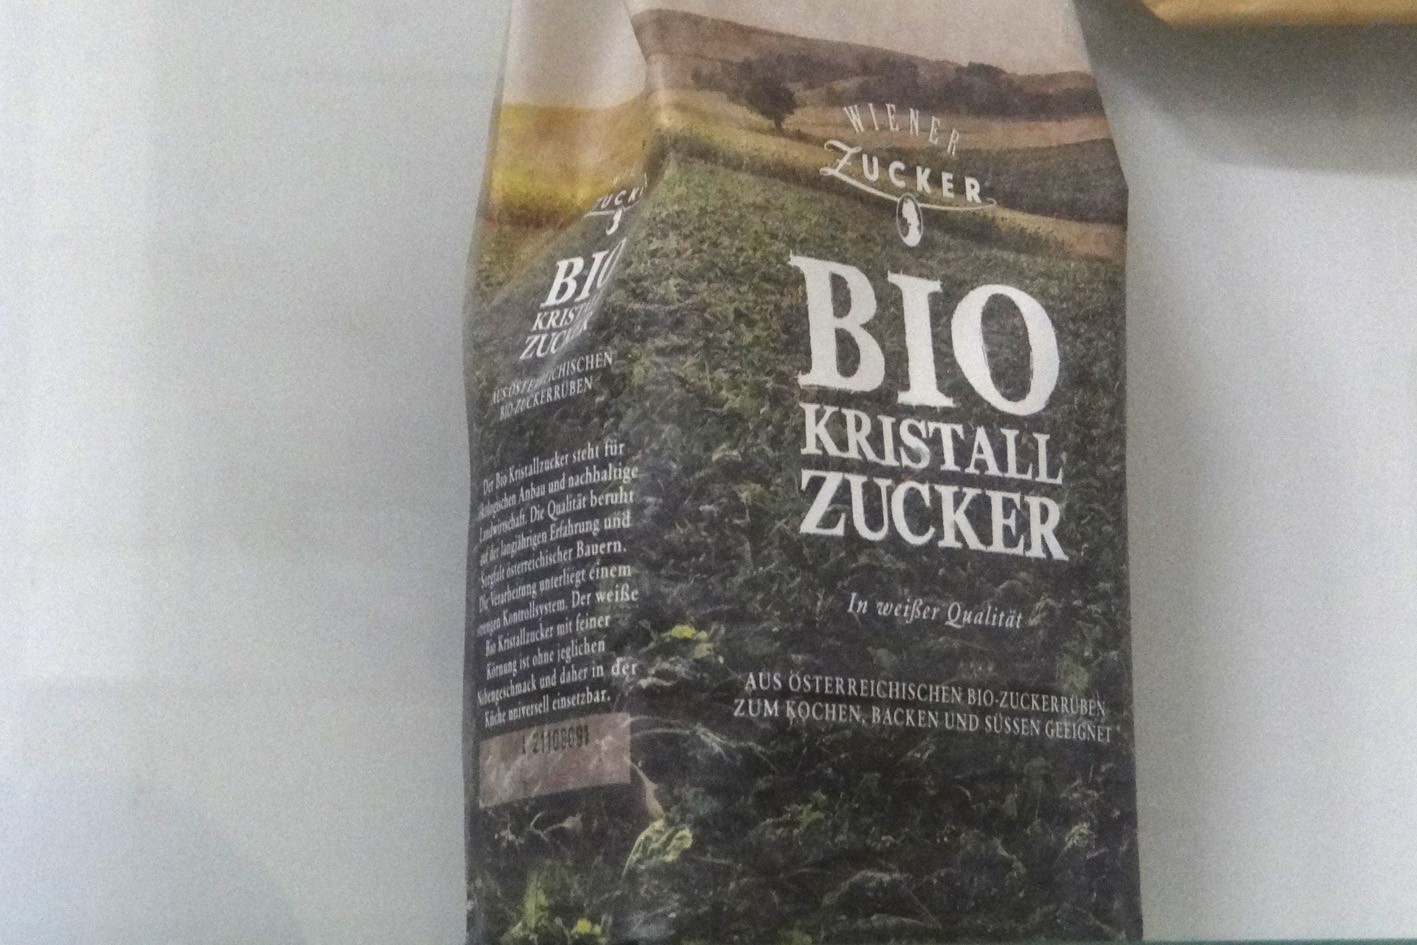 WIENER
ZUCKER
BIO
KRISTALL
ZUCKER
In weißer Qualität
AUS ÖSTERREICHISCHEN BIO-ZUCKERRÜBEN
ZUM KOCHEN, BACKEN UND SÜSSEN GEEIGNET
BIO
KRISTALL
ZUCKER
AUS ÖSTERREICHISCHEN
BIO-ZUCKERRÜBEN
Der Bio Kristallzucker steht für
ökologischen Anbau und nachhaltige
Landwirtschaft. Die Qualität beruht
auf der langjährigen Erfahrung und
Sorgfalt österreichischer Bauern.
Die Verarbeitung unterliegt einem
strengen Kontrollsystem. Der weiße
Bio Kristallzucker mit feiner
Körnung ist ohne jeglichen
Nebengeschmack und daher in der
Küche universell einsetzbar.